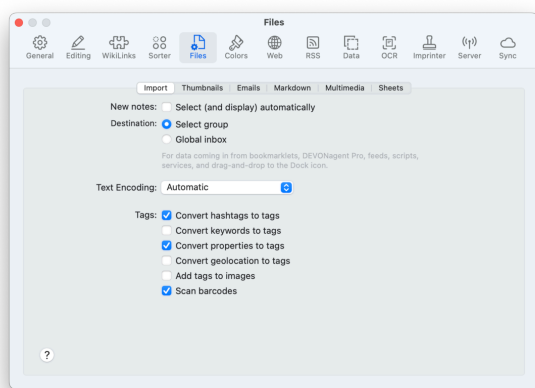 Files
General Editing WikiLinks Sorter Files Colors Web RSS Data OCR Imprinter Server Sync
Import Thumbnails Emails Markdown Multimedia Sheets
New notes: Select (and display) automatically
Destination: Select group
Global inbox
For data coming in from bookmarklets, DEVONagent Pro, feeds, scripts,
services, and drag-and-drop to the Dock icon.
Text Encoding: Automatic
Tags: Convert hashtags to tags
Convert keywords to tags
Convert properties to tags
Convert geolocation to tags
Add tags to images
Scan barcodes
?